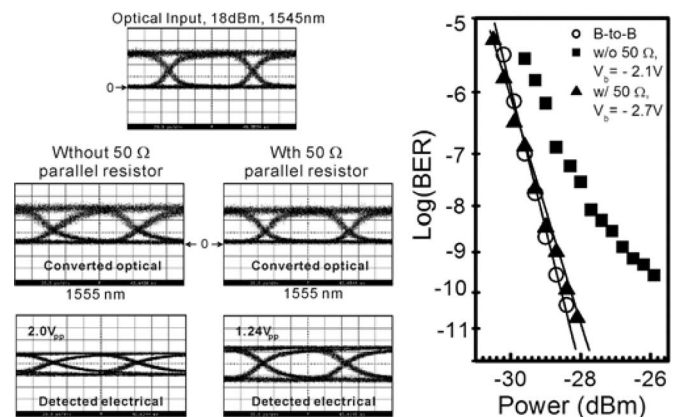 Optical Input, 18dBm, 1545nm
0
Wthout 50 Ω
parallel resistor
Wth 50 Ω
parallel resistor
0
Converted optical
Converted optical
1555 nm
1555 nm
2.0Vpp
1.24Vpp
Detected electrical
Detected electrical
Log(BER)
-5
-6
-7
-8
-9
-10
-11
B-to-B
w/o 50 Ω,
Vb= - 2.1V
w/ 50 Ω,
Vb= - 2.7V
-30
-28
-26
Power (dBm)